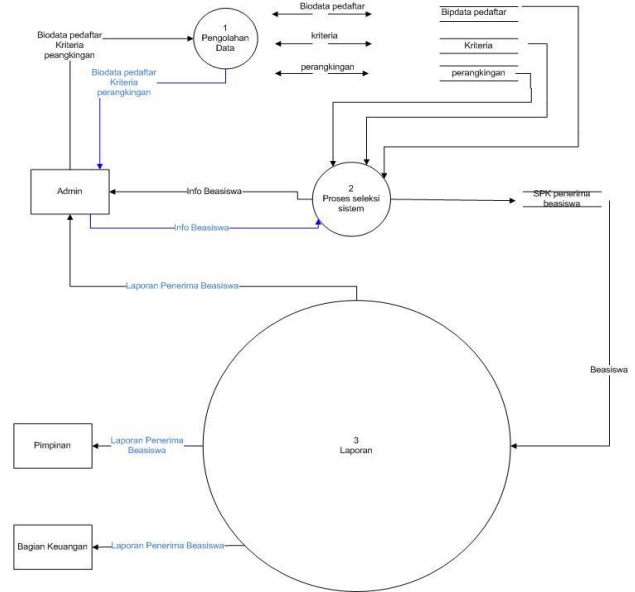 Biodata pedaftar
Bipdata pedaftar
1
Pengolahan
Data
Biodata pedaftar
Kriteria
peangkingan
kriteria
Kriteria
perangkingan
perangkingan
Biodata pedaftar
Kriteria
perangkingan
Admin
Info Beasiswa
2
Proses seleksi
sistem
SPK penerima
beasiswa
Info Beasiswa
Laporan Penerima Beasiswa
Beasiswa
3
Laporan
Pimpinan
Laporan Penerima
Beasiswa
Bagian Keuangan
Laporan Penerima Beasiswa